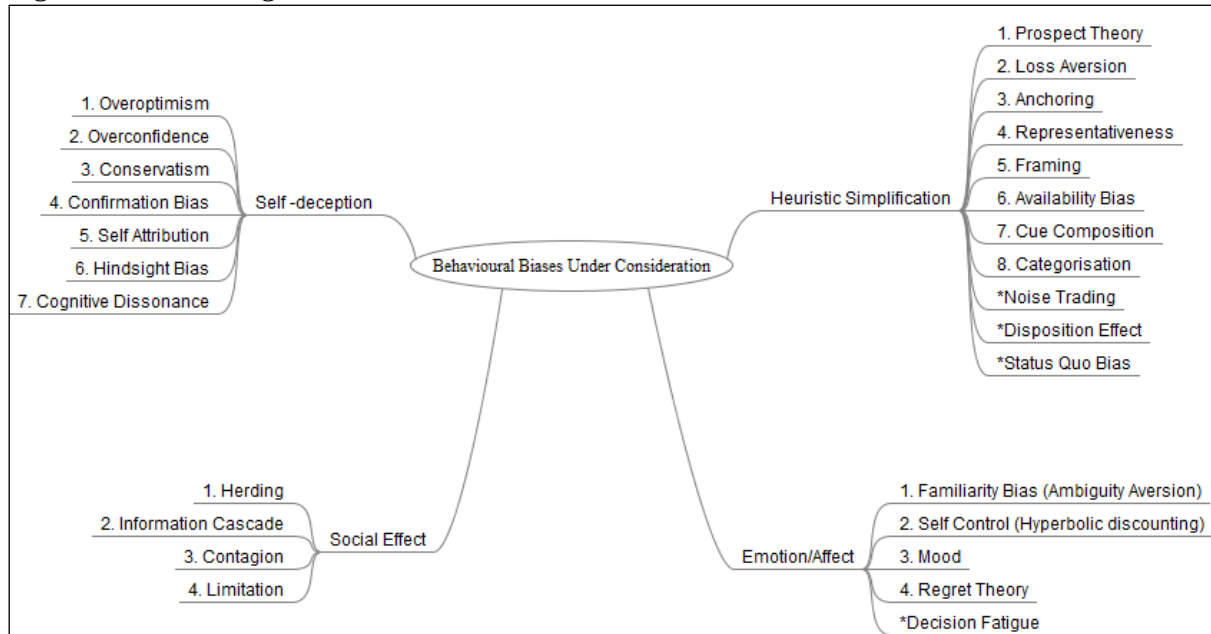 1. Overoptimism
2. Overconfidence
3. Conservatism
4. Confirmation Bias
5. Self Attribution
6. Hindsight Bias
7. Cognitive Dissonance
Self -deception
Behavioural Biases Under Consideration
Heuristic Simplification
1. Prospect Theory
2. Loss Aversion
3. Anchoring
4. Representativeness
5. Framing
6. Availability Bias
7. Cue Composition
8. Categorisation
*Noise Trading
*Disposition Effect
*Status Quo Bias
1. Herding
2. Information Cascade
3. Contagion
4. Limitation
Social Effect
Emotion/Affect
1. Familiarity Bias (Ambiguity Aversion)
2. Self Control (Hyperbolic discounting)
3. Mood
4. Regret Theory
*Decision Fatigue